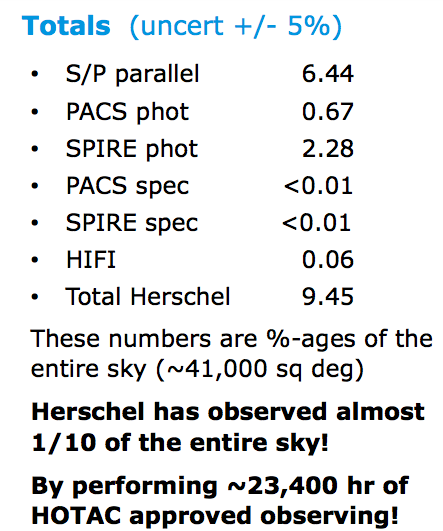 Totals (uncert +/- 5%)
• S/P parallel 6.44
• PACS phot 0.67
• SPIRE phot 2.28
• PACS spec <0.01
• SPIRE spec <0.01
• HIFI 0.06
• Total Herschel 9.45
These numbers are %-ages of the
entire sky (~41,000 sq deg)
Herschel has observed almost
1/10 of the entire sky!
By performing ~23,400 hr of
HOTAC approved observing!